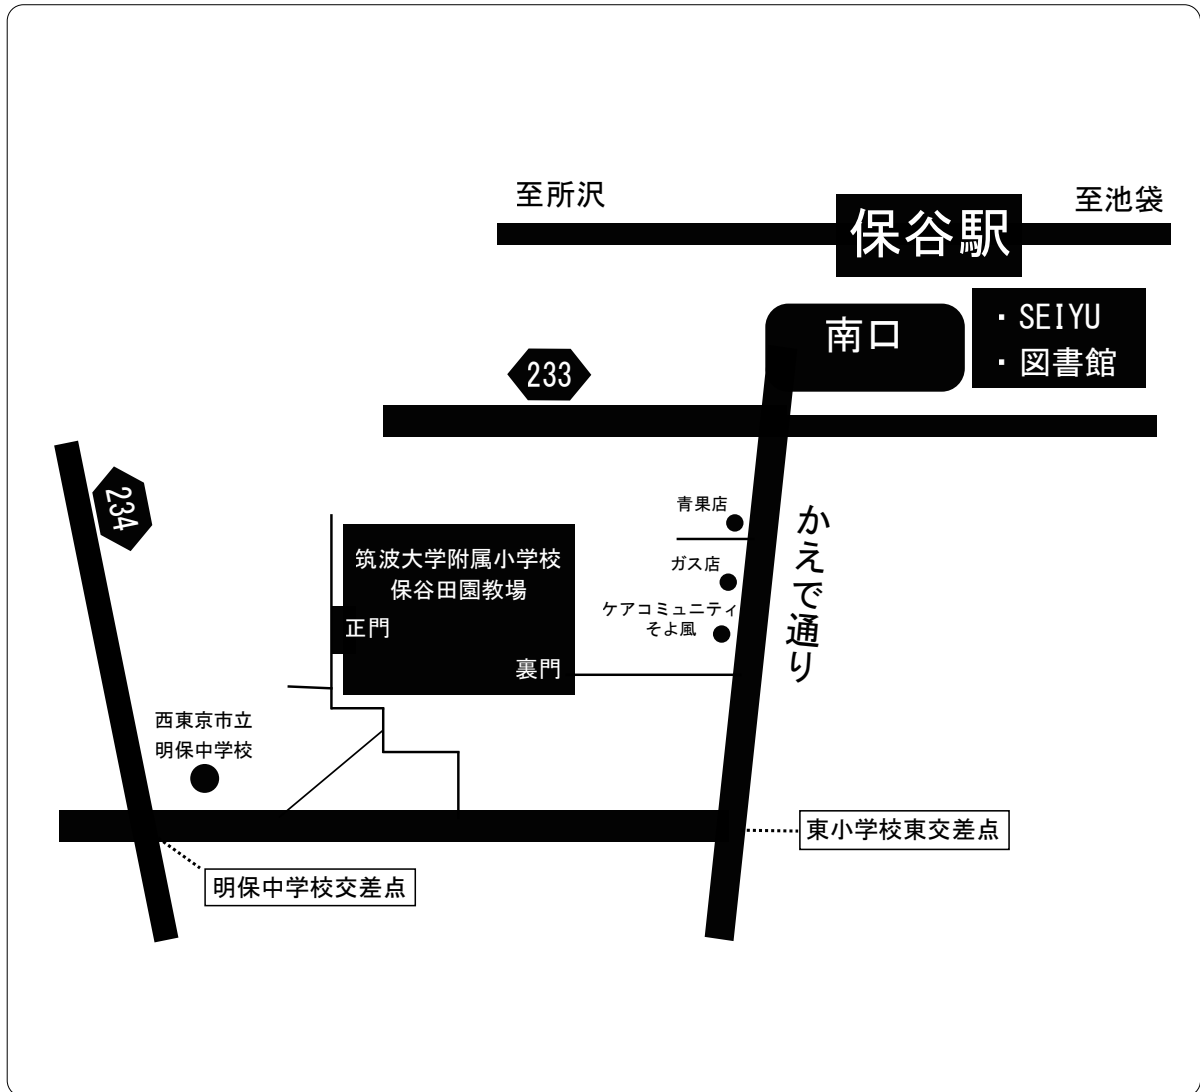 至所沢
保谷駅
至池袋
南口
・SEIYU
・図書館
233
234
青果店
かえで通り
ガス店
筑波大学附属小学校
保谷田園教場
ケアコミュニティ
そよ風
正門
裏門
西東京市立
明保中学校
東小学校東交差点
明保中学校交差点